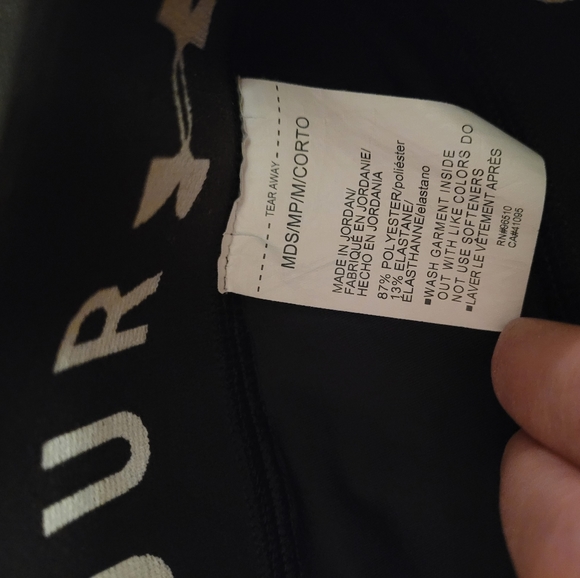 TEAR AWAY
MDS/MP/M/CORTO
MADE IN JORDAN/
FABRIQUÉ EN JORDANIE/
HECHO EN JORDANIA
87% POLYESTER/poliéster
13% ELASTANE/
ÉLASTHANNE/elastano
■WASH GARMENT INSIDE
OUT WITH LIKE COLORS DO
NOT USE SOFTENERS
■LAVER LE VÊTEMENT APRÈS
RN#96510
CA#41095
UR